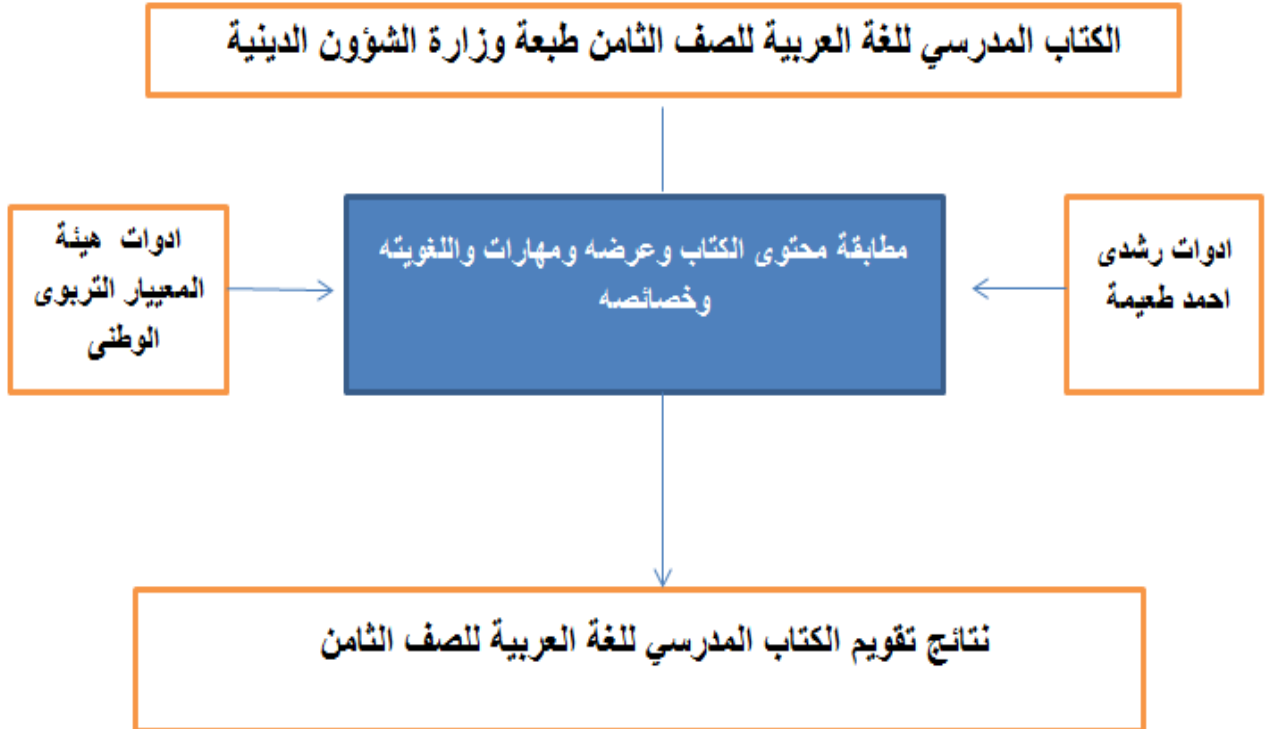 الكتاب المدرسي للغة العربية للصف الثامن طبعة وزارة الشؤون الدينية
ادوات رشدى
احمد طعيمة
مطابقة محتوى الكتاب وعرضه ومهارات واللغويته
وخصائصه
ادوات هيئة
المعييار التربوى
الوطنى
نتائج تقويم الكتاب المدرسي للغة العربية للصف الثامن